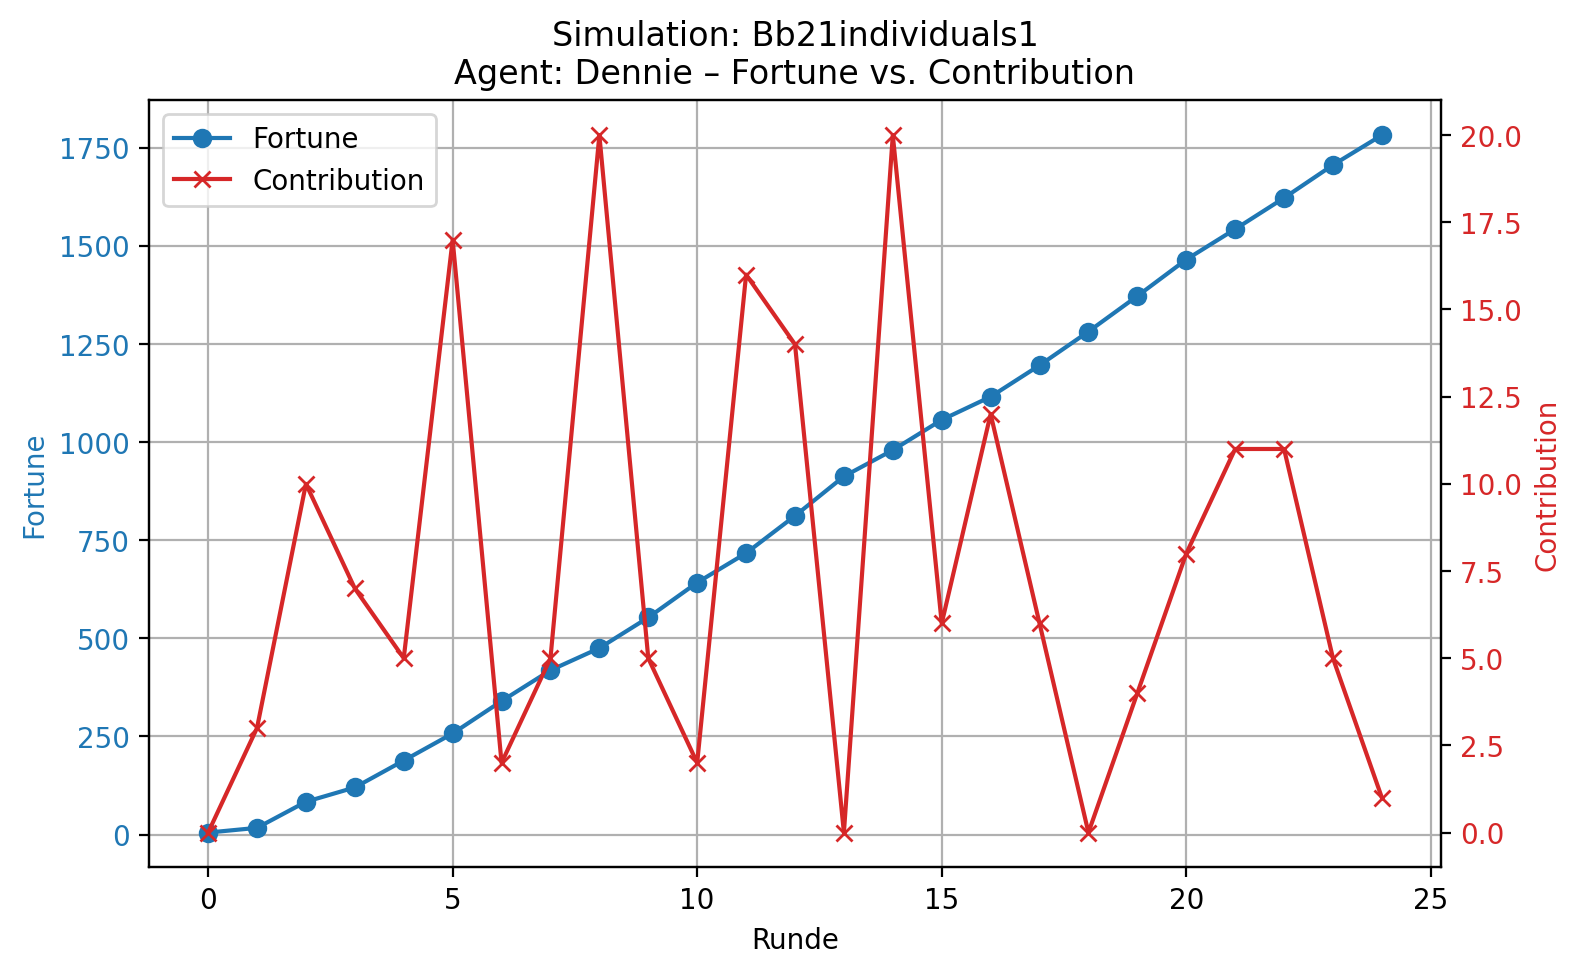 Simulation: Bb21individuals1
Agent: Dennie – Fortune vs. Contribution
Fortune
Contribution
1750
1500
1250
1000
750
500
250
0
Fortune
20.0
17.5
15.0
12.5
10.0
7.5
5.0
2.5
0.0
Contribution
0 5 10 15 20 25
Runde